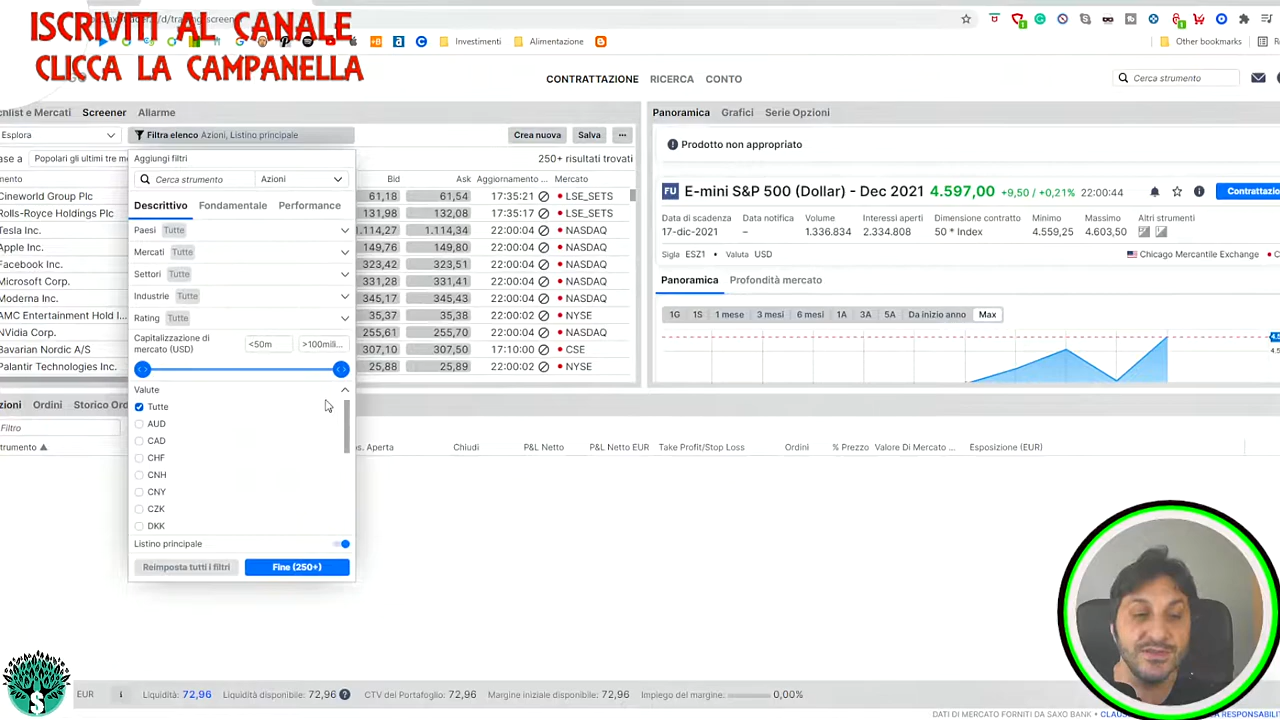 ISCRIVITI AL CANALE
CLICCA LA CAMPANELLA
Investimenti
Alimentazione
Other bookmarks
CONTRATTAZIONE RICERCA CONTO
Cerca strumento
Screener Allarme
Esplora
Filtra elenco Azioni, Listino principale
Crea nuova Salva ...
Popolari gli ultimi tre
250+ risultati trovati
Aggiungi filtri
Cerca strumento Azioni
Descrittivo Fondamentale Performance
Paesi Tutte
Mercati Tutte
Settori Tutte
Industrie Tutte
Rating Tutte
Capitalizzazione di
mercato (USD)
<50m >100mili...
Valute
Tutte
AUD
CAD
CHF
CNH
CNY
CZK
DKK
Listino principale
Reimposta tutti i filtri Fine (250+)
Bid Ask Aggiornamento ... Mercato
Cineworld Group Plc 61,18 61,54 17:35:21 LSE_SETS
Rolls-Royce Holdings Plc 131,98 132,08 17:35:17 LSE_SETS
Tesla Inc. 1.114,27 1.114,34 22:00:04 NASDAQ
Apple Inc. 149,76 149,80 22:00:04 NASDAQ
Facebook Inc. 323,42 323,51 22:00:04 NASDAQ
Microsoft Corp. 331,28 331,41 22:00:04 NASDAQ
Moderna Inc. 345,17 345,43 22:00:04 NASDAQ
AMC Entertainment Hold I... 35,37 35,38 22:00:02 NYSE
NVidia Corp. 255,61 255,70 22:00:04 NASDAQ
Bavarian Nordic A/S 307,10 307,50 17:10:00 CSE
Palantir Technologies Inc. 25,88 25,89 22:00:02 NYSE
Panoramica Grafici Serie Opzioni
Prodotto non appropriato
FU E-mini S&P 500 (Dollar) - Dec 2021 4.597,00 +9,50 / +0,21% 22:00:44
Contrattazio
Data di scadenza Data notifica Volume Interessi aperti Dimensione contratto Minimo Massimo Altri strumenti
17-dic-2021 – 1.336.834 2.334.808 50 * Index 4.559,25 4.603,50
Sigla ESZ1 • Valuta USD
Chicago Mercantile Exchange
Panoramica Profondità mercato
1G 1S 1 mese 3 mesi 6 mesi 1A 3A 5A Da inizio anno Max
Ordini Storico Ord
Filtro
Aperta Chiudi P&L Netto P&L Netto EUR Take Profit/Stop Loss Ordini % Prezzo Valore Di Mercato ... Esposizione (EUR)
EUR Liquidità: 72,96 Liquidità disponibile: 72,96 CTV del Portafoglio: 72,96 Margine iniziale disponibile: 72,96 Impiego del margine: 0,00%
DATI DI MERCATO FORNITI DA SAXO BANK •